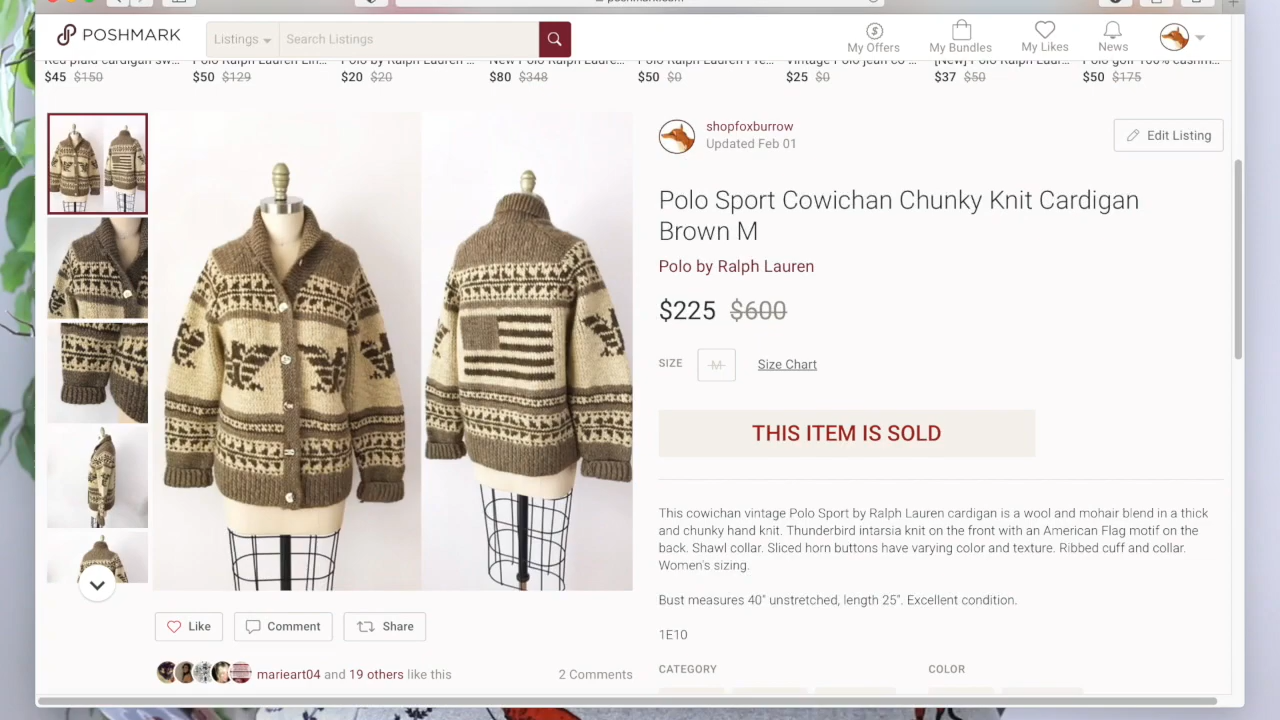 POSHMARK
Listings
Search Listings
My Offers
My Bundles
My Likes
News
$45 $150
$50 $129
$20 $20
$80 $348
$50 $0
$25 $0
$37 $50
$50 $175
shopfoxburrow
Updated Feb 01
Edit Listing
Polo Sport Cowichan Chunky Knit Cardigan
Brown M
Polo by Ralph Lauren
$225 $600
SIZE M Size Chart
THIS ITEM IS SOLD
This cowichan vintage Polo Sport by Ralph Lauren cardigan is a wool and mohair blend in a thick
and chunky hand knit. Thunderbird intarsia knit on the front with an American Flag motif on the
back. Shawl collar. Sliced horn buttons have varying color and texture. Ribbed cuff and collar.
Women's sizing.
Bust measures 40" unstretched, length 25". Excellent condition.
1E10
CATEGORY
COLOR
Like
Comment
Share
marieart04 and 19 others like this
2 Comments